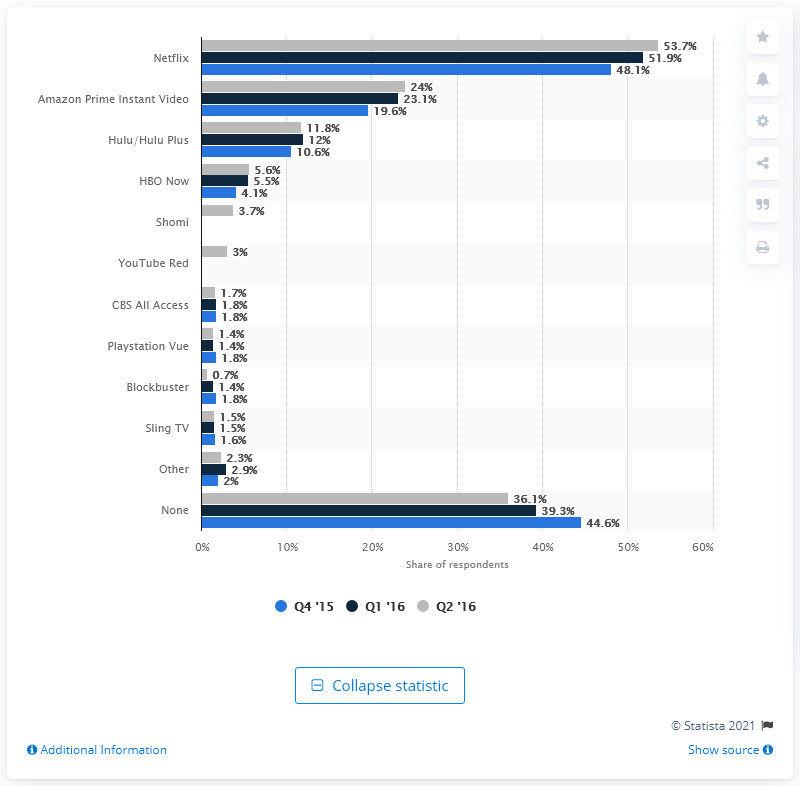 53.7%
Netflix 51.9%
48.1%
24%
Amazon Prime Instant Video 23.1%
19.6%
11.8%
Hulu/Hulu Plus 12%
10.6%
5.6%
HBO Now 5.5%
4.1%
3.7%
Shomi
3%
YouTube Red
1.7%
CBS All Access 1.8%
1.8%
1.4%
Playstation Vue 1.4%
1.8%
0.7%
Blockbuster 1.4%
1.8%
1.5%
Sling TV 1.5%
1.6%
2.3%
Other 2.9%
2%
36.1%
None 39.3%
44.6%
0% 10% 20% 30% 40% 50% 60%
Share of respondents
Q4 '15 Q1 '16 Q2 '16
Collapse statistic
© Statista 2021
Additional Information Show source